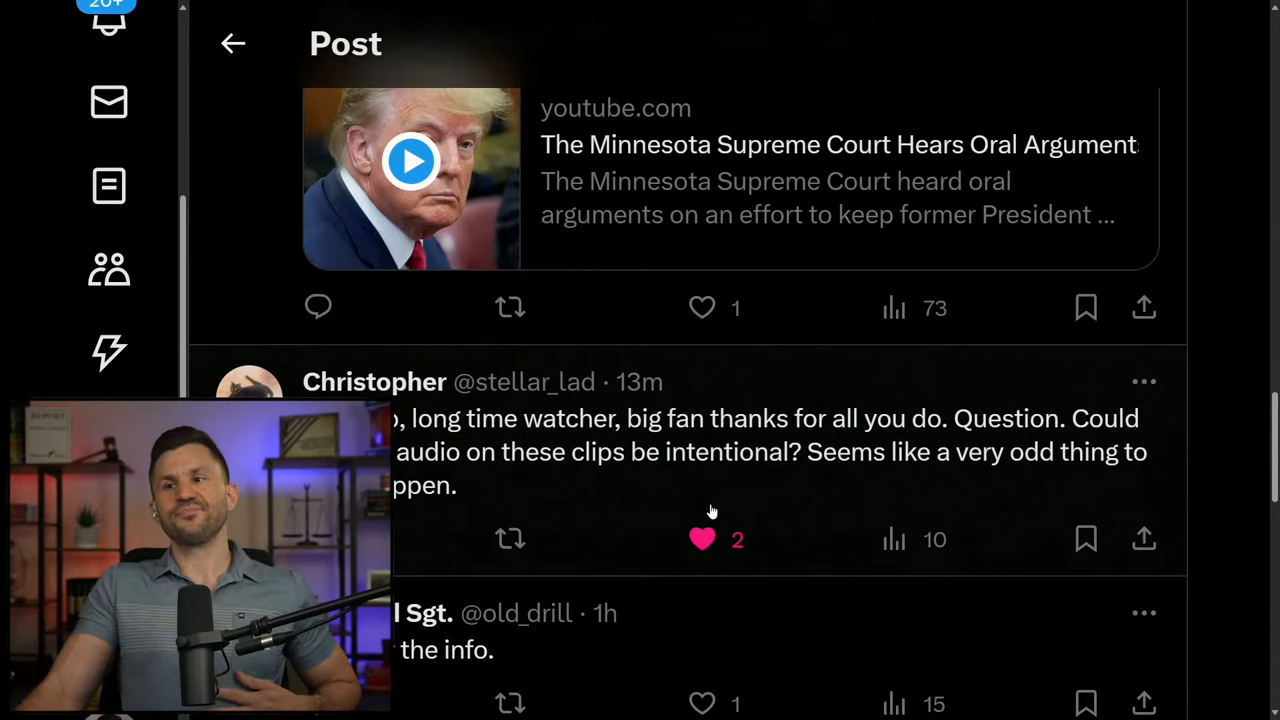 20+
Post
youtube.com
The Minnesota Supreme Court Hears Oral Argument
The Minnesota Supreme Court heard oral
arguments on an effort to keep former President ...
1
73
Christopher @stellar_lad · 13m
, long time watcher, big fan thanks for all you do. Question. Could
audio on these clips be intentional? Seems like a very odd thing to
ppen.
2
10
l Sgt. @old_drill · 1h
the info.
1
15